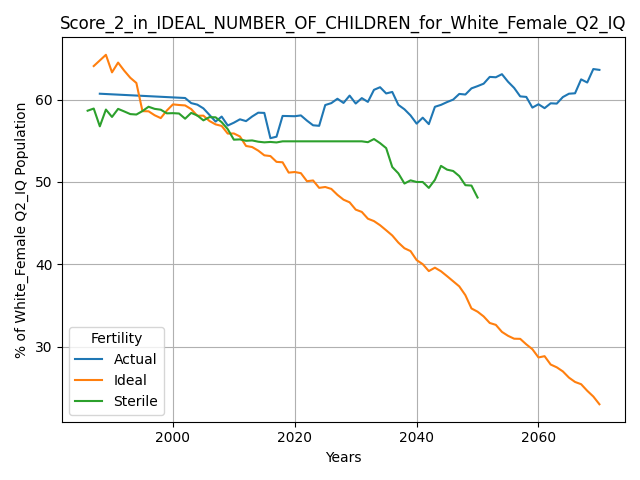 Score_2_in_IDEAL_NUMBER_OF_CHILDREN_for_White_Female_Q2_IQ
% of White_Female Q2_IQ Population
60
50
40
30
Fertility
Actual
Ideal
Sterile
2000
2020
2040
2060
Years